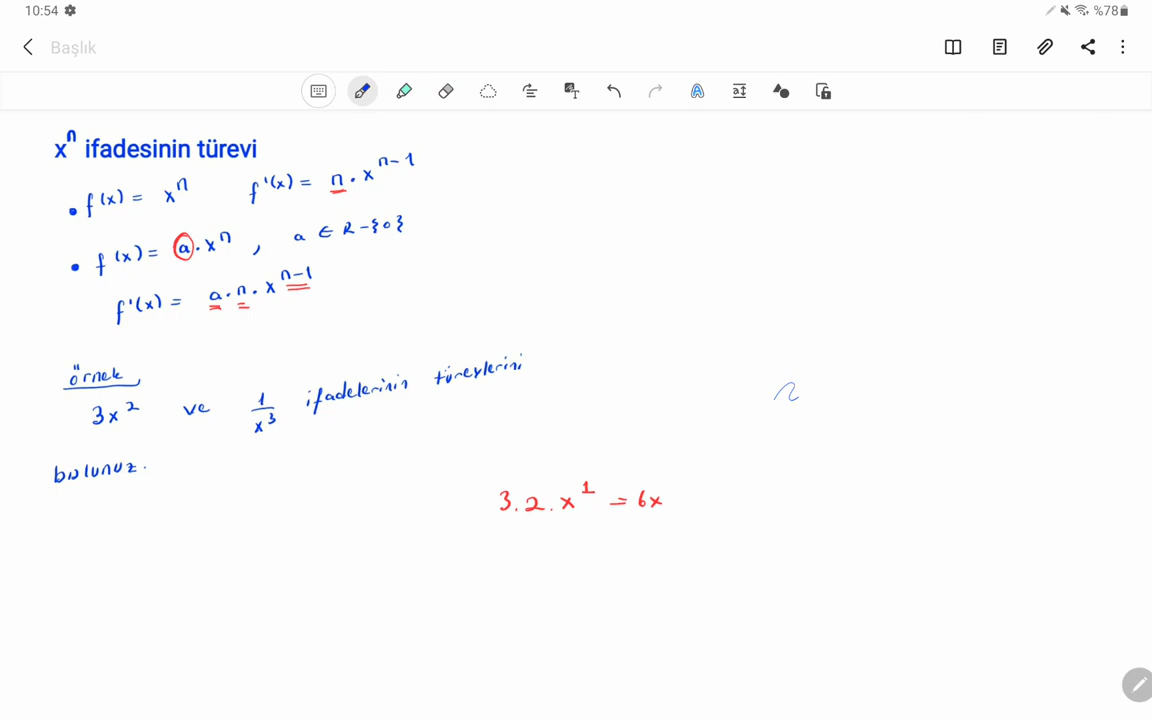 10:54 %78
Başlık
xⁿ ifadesinin türevi
• f(x) = xⁿ f'(x) = n · xⁿ⁻¹
• f(x) = a · xⁿ , a ∈ R - {0}
f'(x) = a · n · xⁿ⁻¹
örnek
3x² ve 1/x³ ifadelerinin türevlerini
bulunuz.
3.2.x¹ = 6x